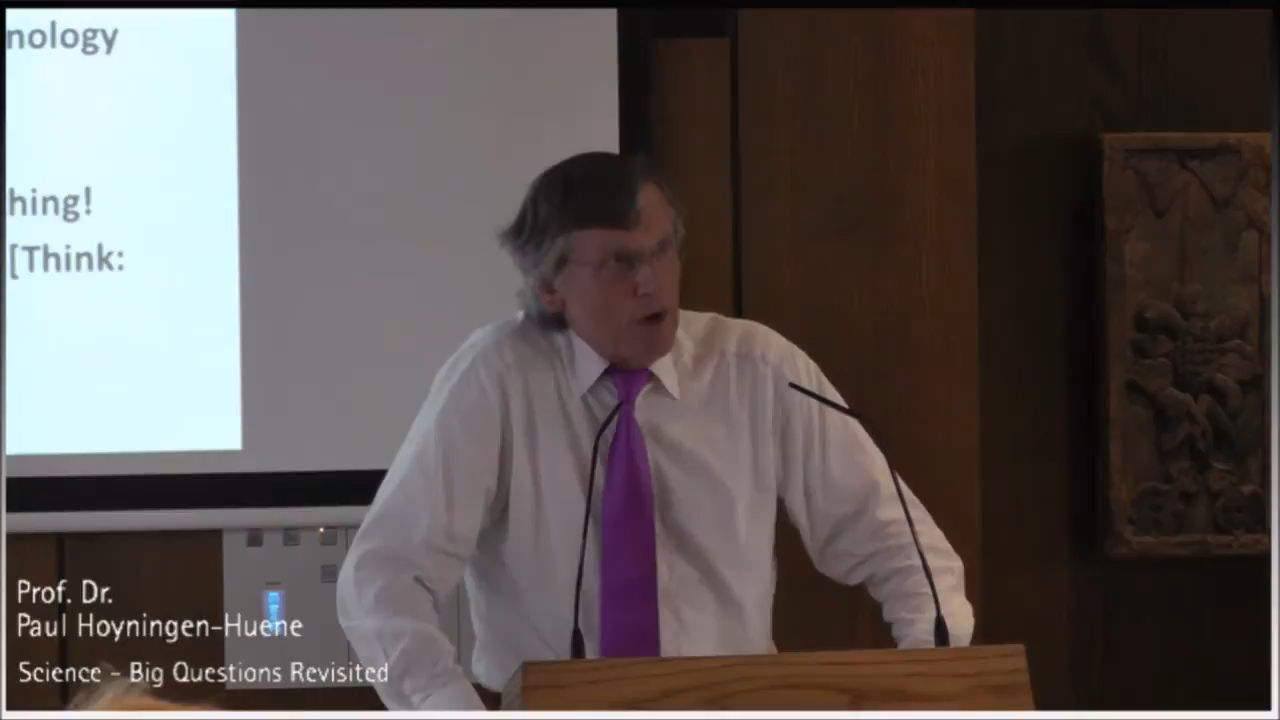 nology
hing!
[Think:
Prof. Dr.
Paul Hoyningen-Huene
Science - Big Questions Revisited